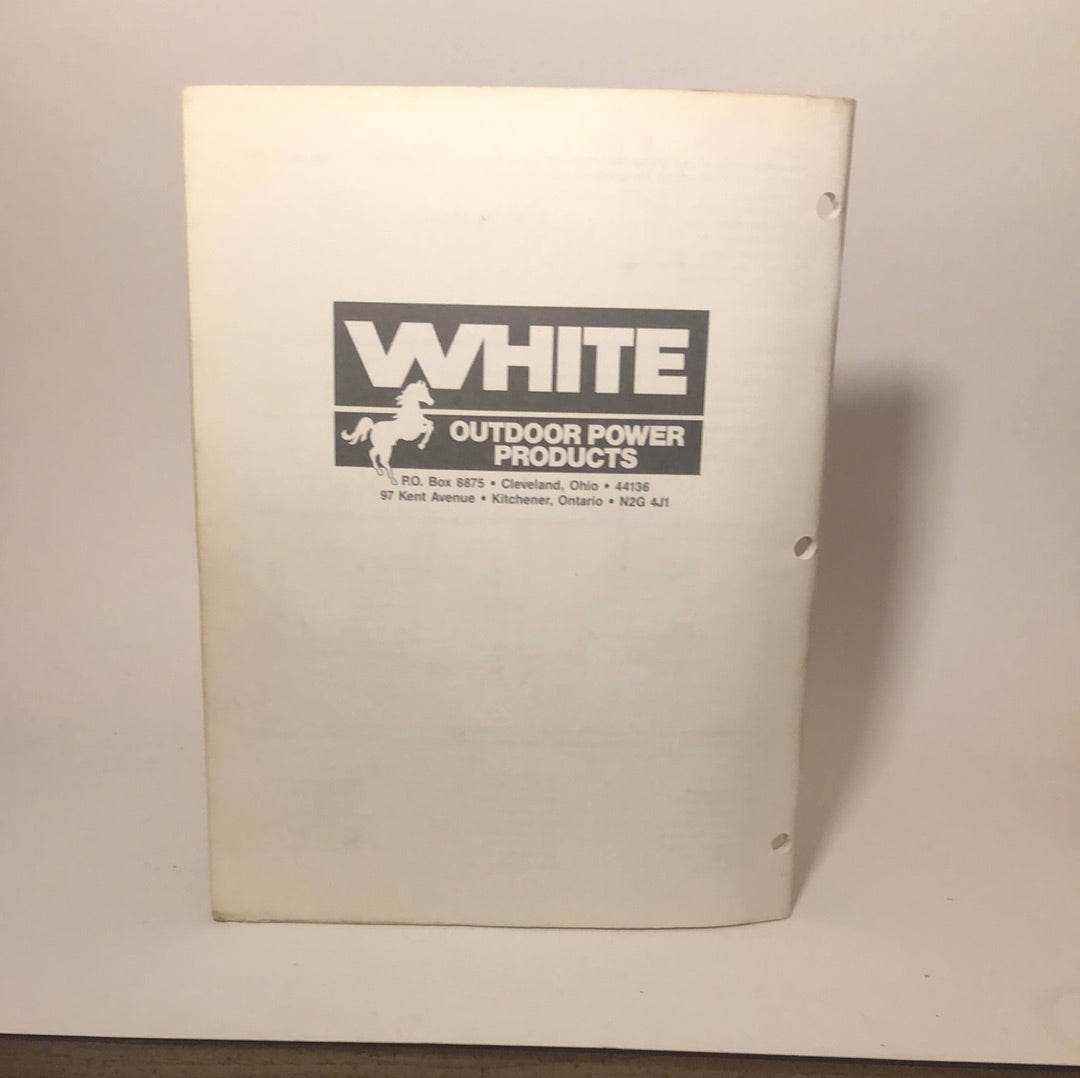 WHITE
OUTDOOR POWER
PRODUCTS
P.O. Box 8875 • Cleveland, Ohio • 44136
97 Kent Avenue • Kitchener, Ontario • N2G 4J1